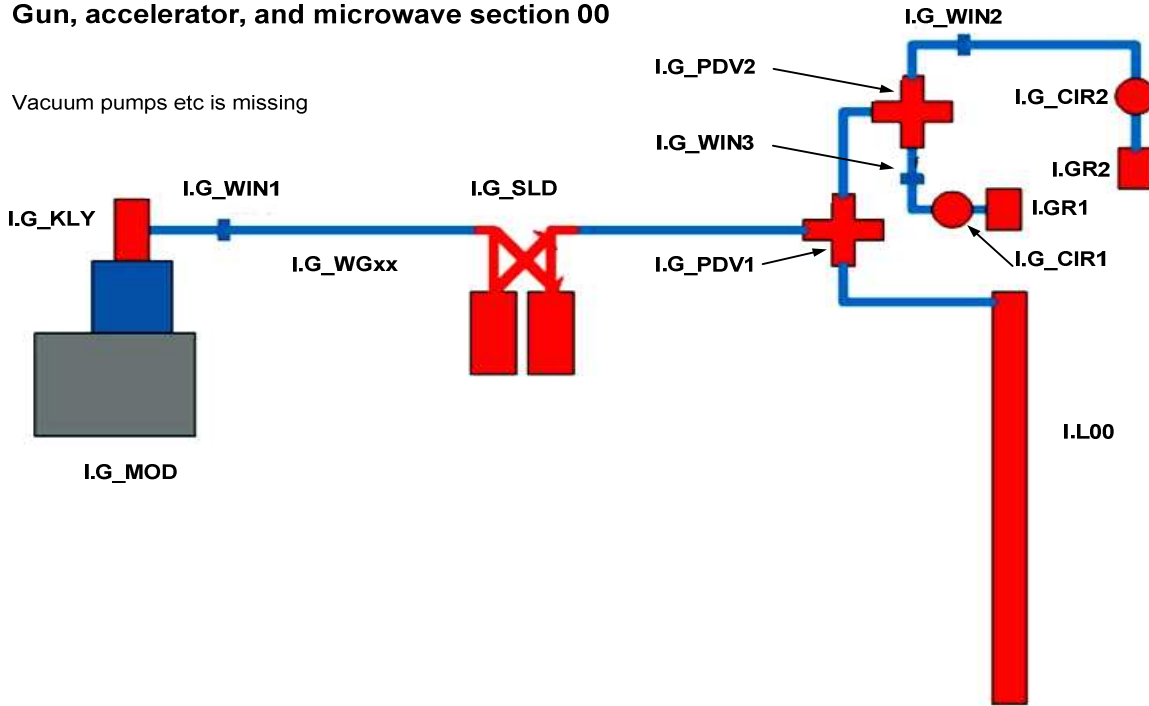 Gun, accelerator, and microwave section 00
I.G_WIN2
I.G_PDV2
Vacuum pumps etc is missing
I.G_CIR2
I.G_WIN3
I.GR2
I.G_WIN1
I.G_SLD
I.G_KLY
I.GR1
I.G_WGxx
I.G_PDV1
I.G_CIR1
I.L00
I.G_MOD